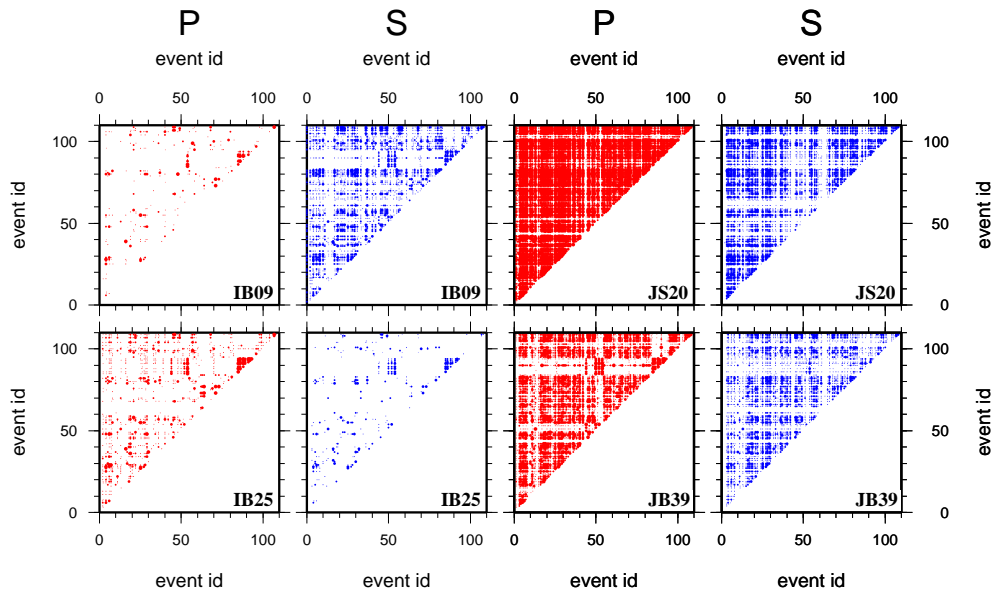 P S P S
event id event id event id event id
0 50 100 0 50 100 0 50 100 0 50 100
100 100
event id event id
50 50
IB09 IB09 JS20 JS20
0 0
100 100
event id event id
50 50
IB25 IB25 JB39 JB39
0 0
0 50 100 0 50 100 0 50 100 0 50 100
event id event id event id event id